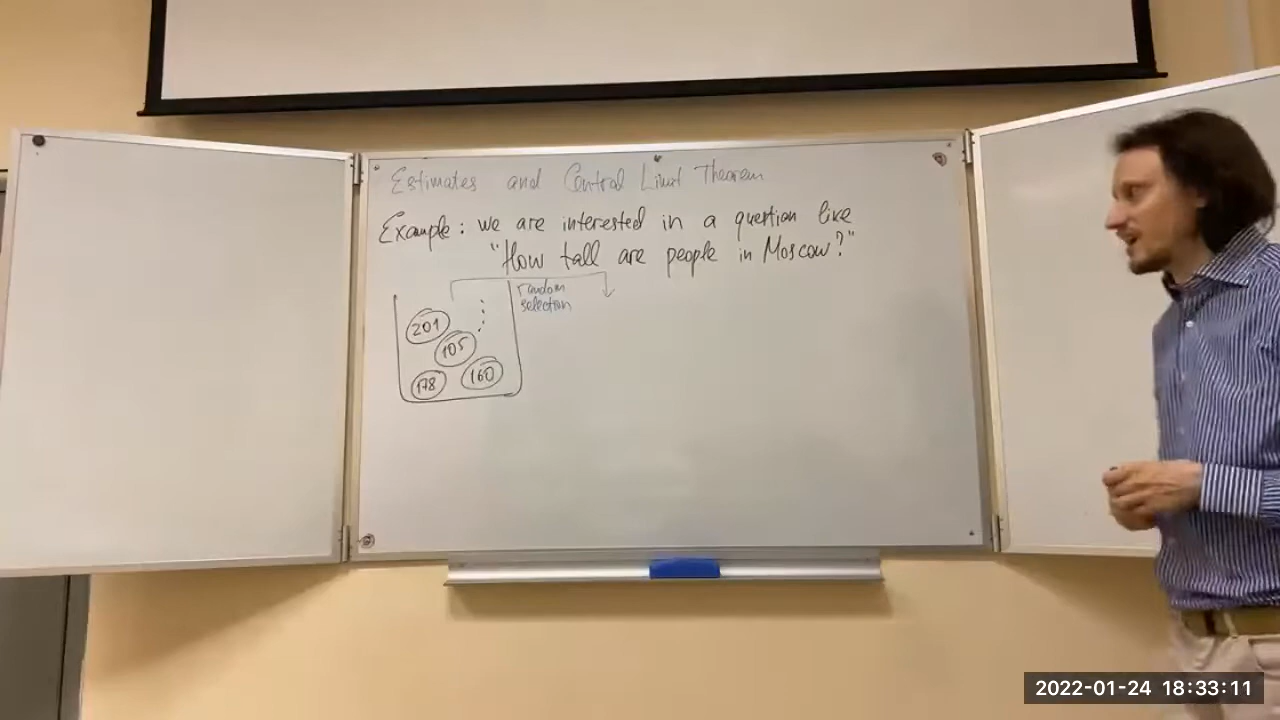 Estimates and Central Limit Theorem
Example: we are interested in a question like
"How tall are people in Moscow?"
random
selection
201
105
178
160
2022-01-24 18:33:11